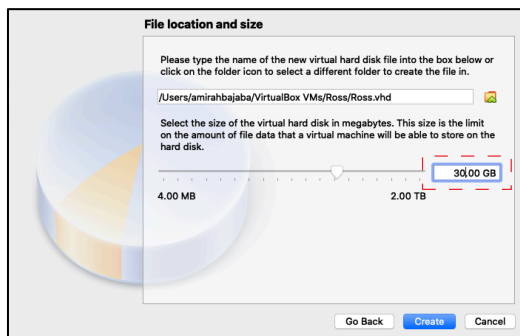 File location and size
Please type the name of the new virtual hard disk file into the box below or
click on the folder icon to select a different folder to create the file in.
/Users/amirahbajaba/VirtualBox VMs/Ross/Ross.vhd
Select the size of the virtual hard disk in megabytes. This size is the limit
on the amount of file data that a virtual machine will be able to store on the
hard disk.
30.00 GB
4.00 MB 2.00 TB
Go Back Create Cancel